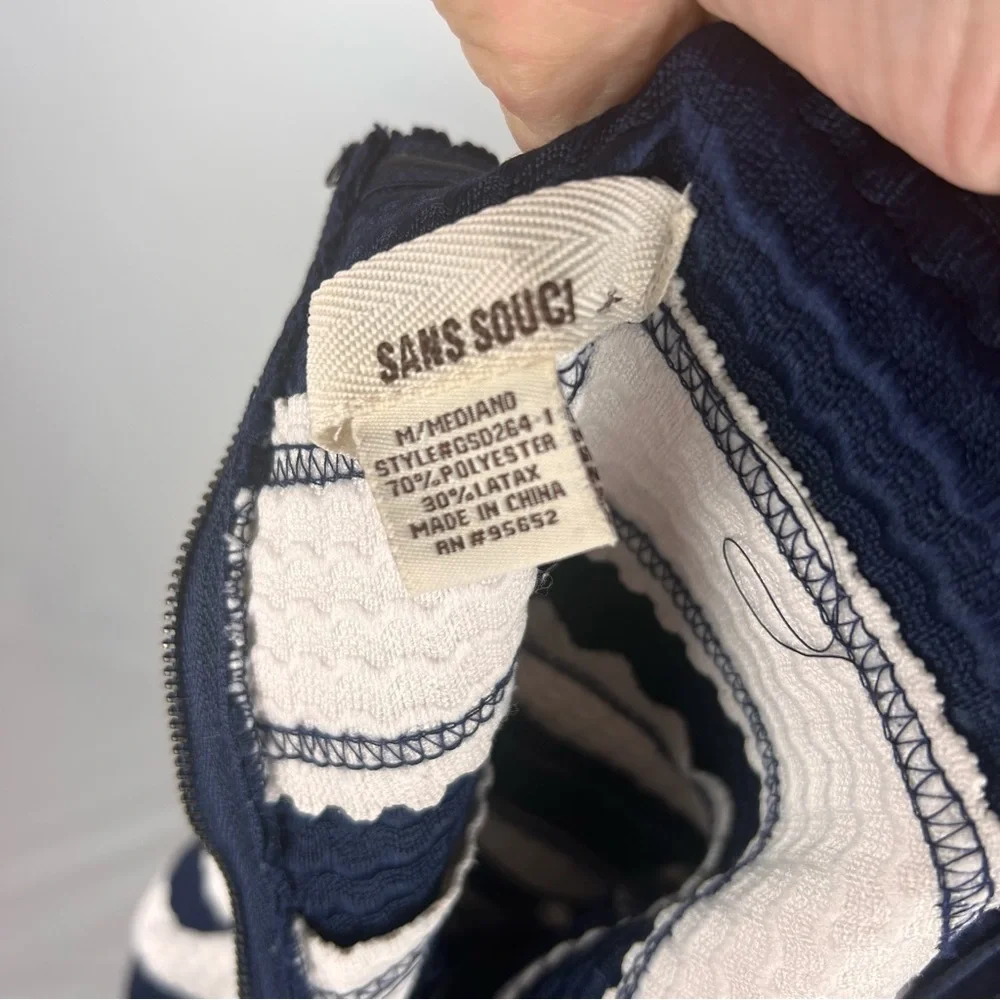 SANS SOUCI
M/MEDIANO
STYLE#GSD264-1
70%POLYESTER
30%LATAX
MADE IN CHINA
RN #95652